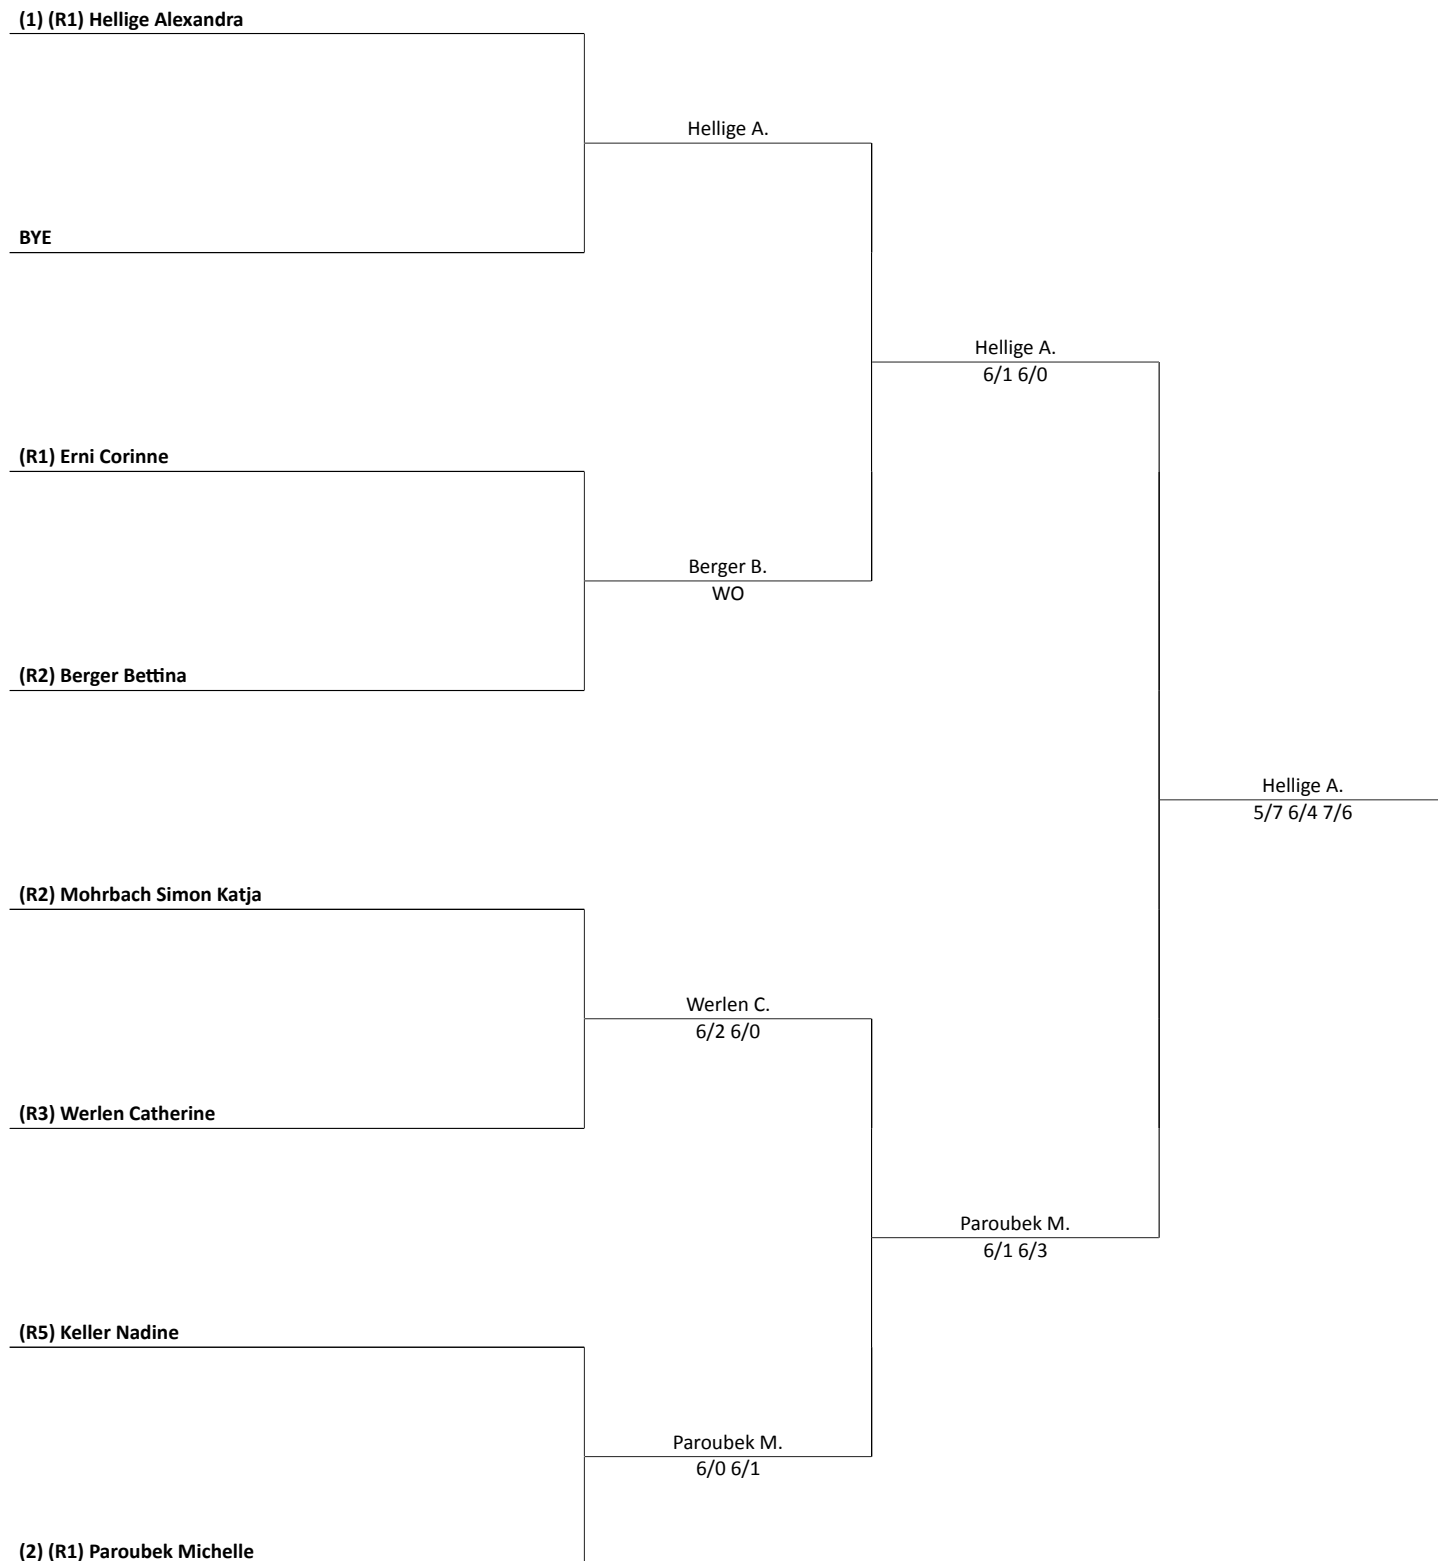 (1) (R1) Hellige Alexandra
Hellige A.
BYE
Hellige A.
6/1 6/0
(R1) Erni Corinne
Berger B.
WO
(R2) Berger Bettina
Hellige A.
5/7 6/4 7/6
(R2) Mohrbach Simon Katja
Werlen C.
6/2 6/0
(R3) Werlen Catherine
Paroubek M.
6/1 6/3
(R5) Keller Nadine
Paroubek M.
6/0 6/1
(2) (R1) Paroubek Michelle